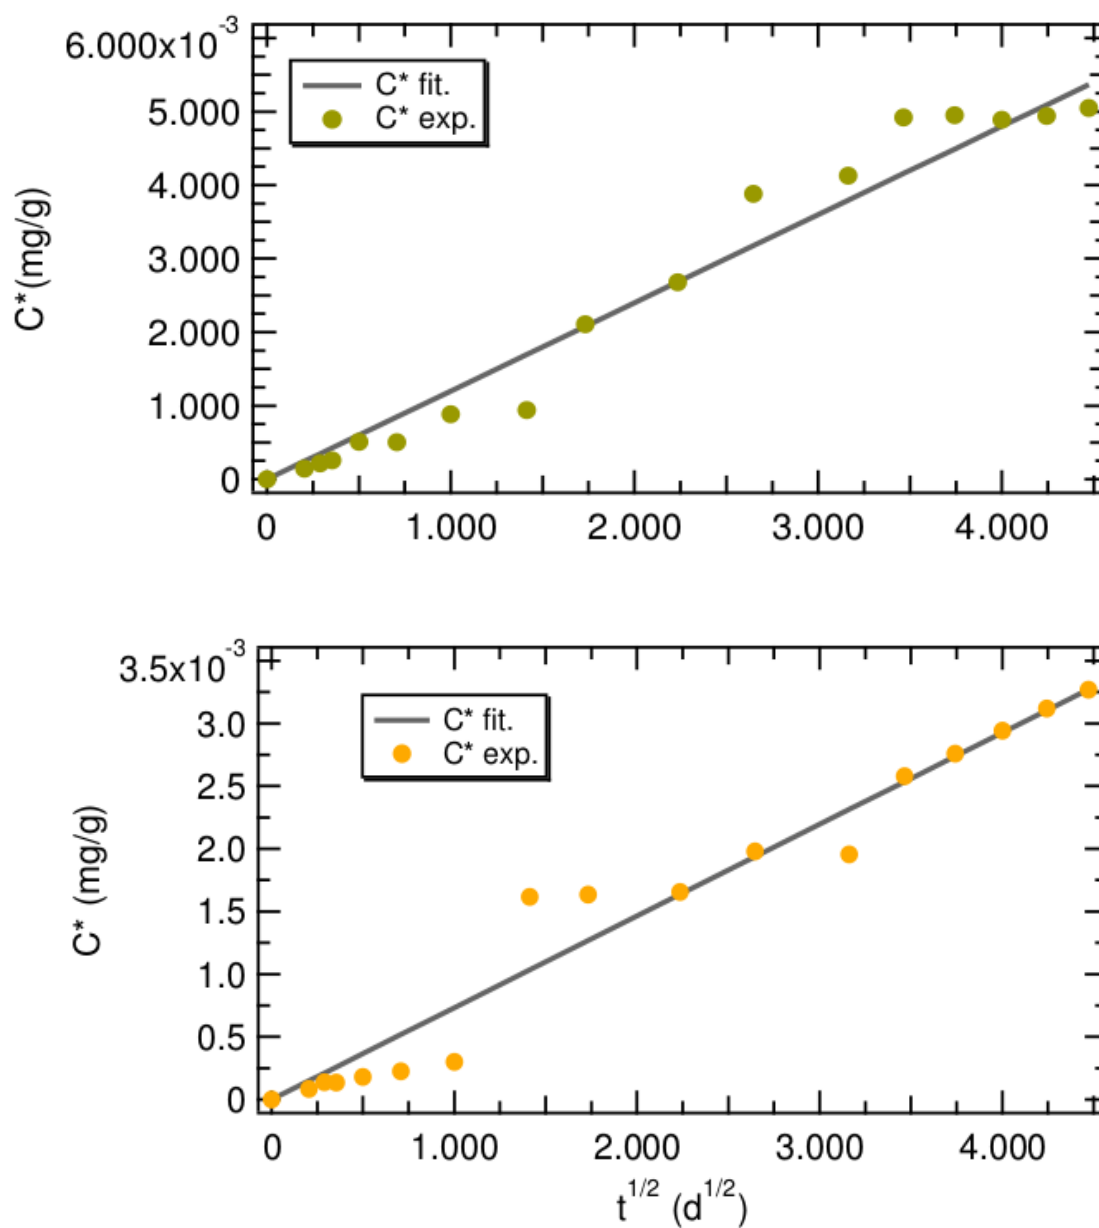 6.000x10-3
C* fit.
C* exp.
5.000
4.000
3.000
2.000
1.000
0
C*(mg/g)
0 1.000 2.000 3.000 4.000
3.5x10-3
C* fit.
C* exp.
3.0
2.5
2.0
1.5
1.0
0.5
0
C* (mg/g)
0 1.000 2.000 3.000 4.000
t1/2 (d1/2)